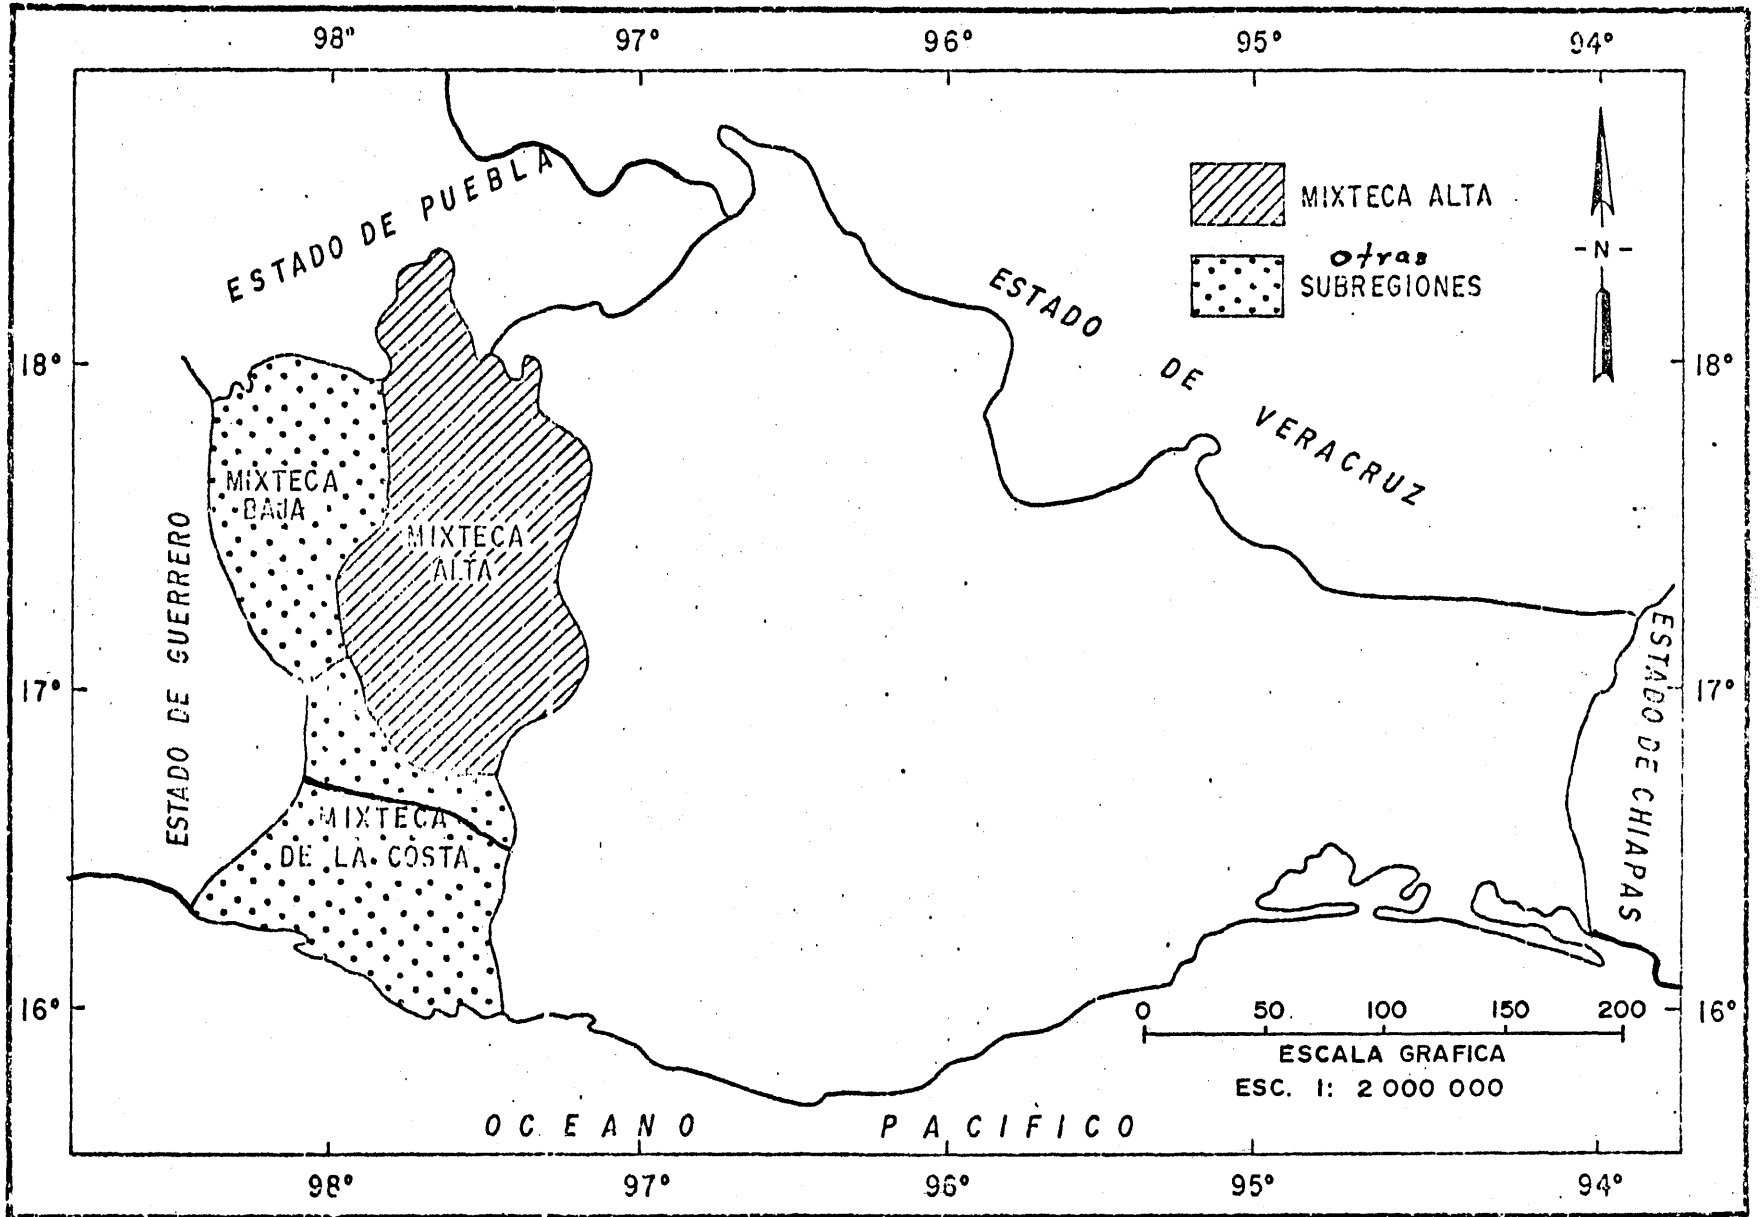 98° 97° 96° 95° 94°
ESTADO DE PUEBLA
MIXTECA ALTA
otras
SUBREGIONES
-N-
ESTADO DE VERACRUZ
18° 18°
MIXTECA
BAJA
MIXTECA
ALTA
ESTADO DE GUERRERO
ESTADO DE CHIAPAS
17° 17°
MIXTECA
DE LA COSTA
16° 16°
0 50 100 150 200
ESCALA GRAFICA
ESC. 1: 2 000 000
OCEANO PACIFICO
98° 97° 96° 95° 94°